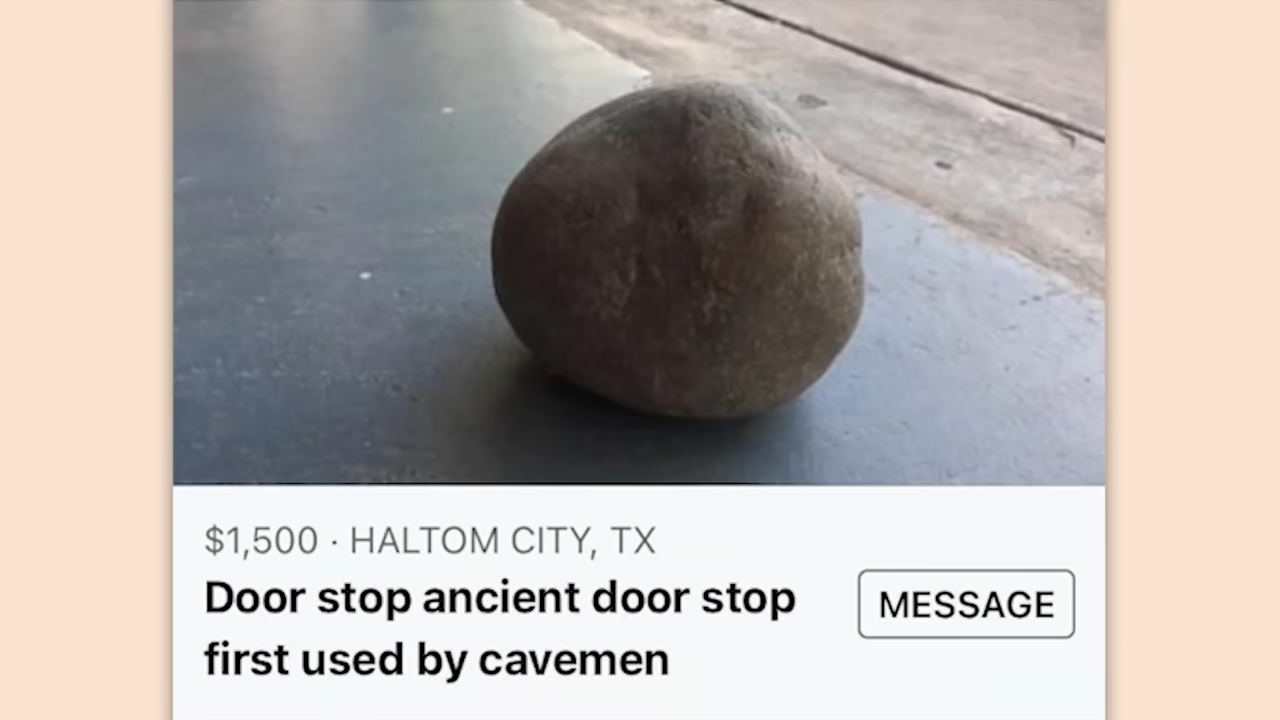 $1,500 · HALTOM CITY, TX
Door stop ancient door stop
first used by cavemen
MESSAGE